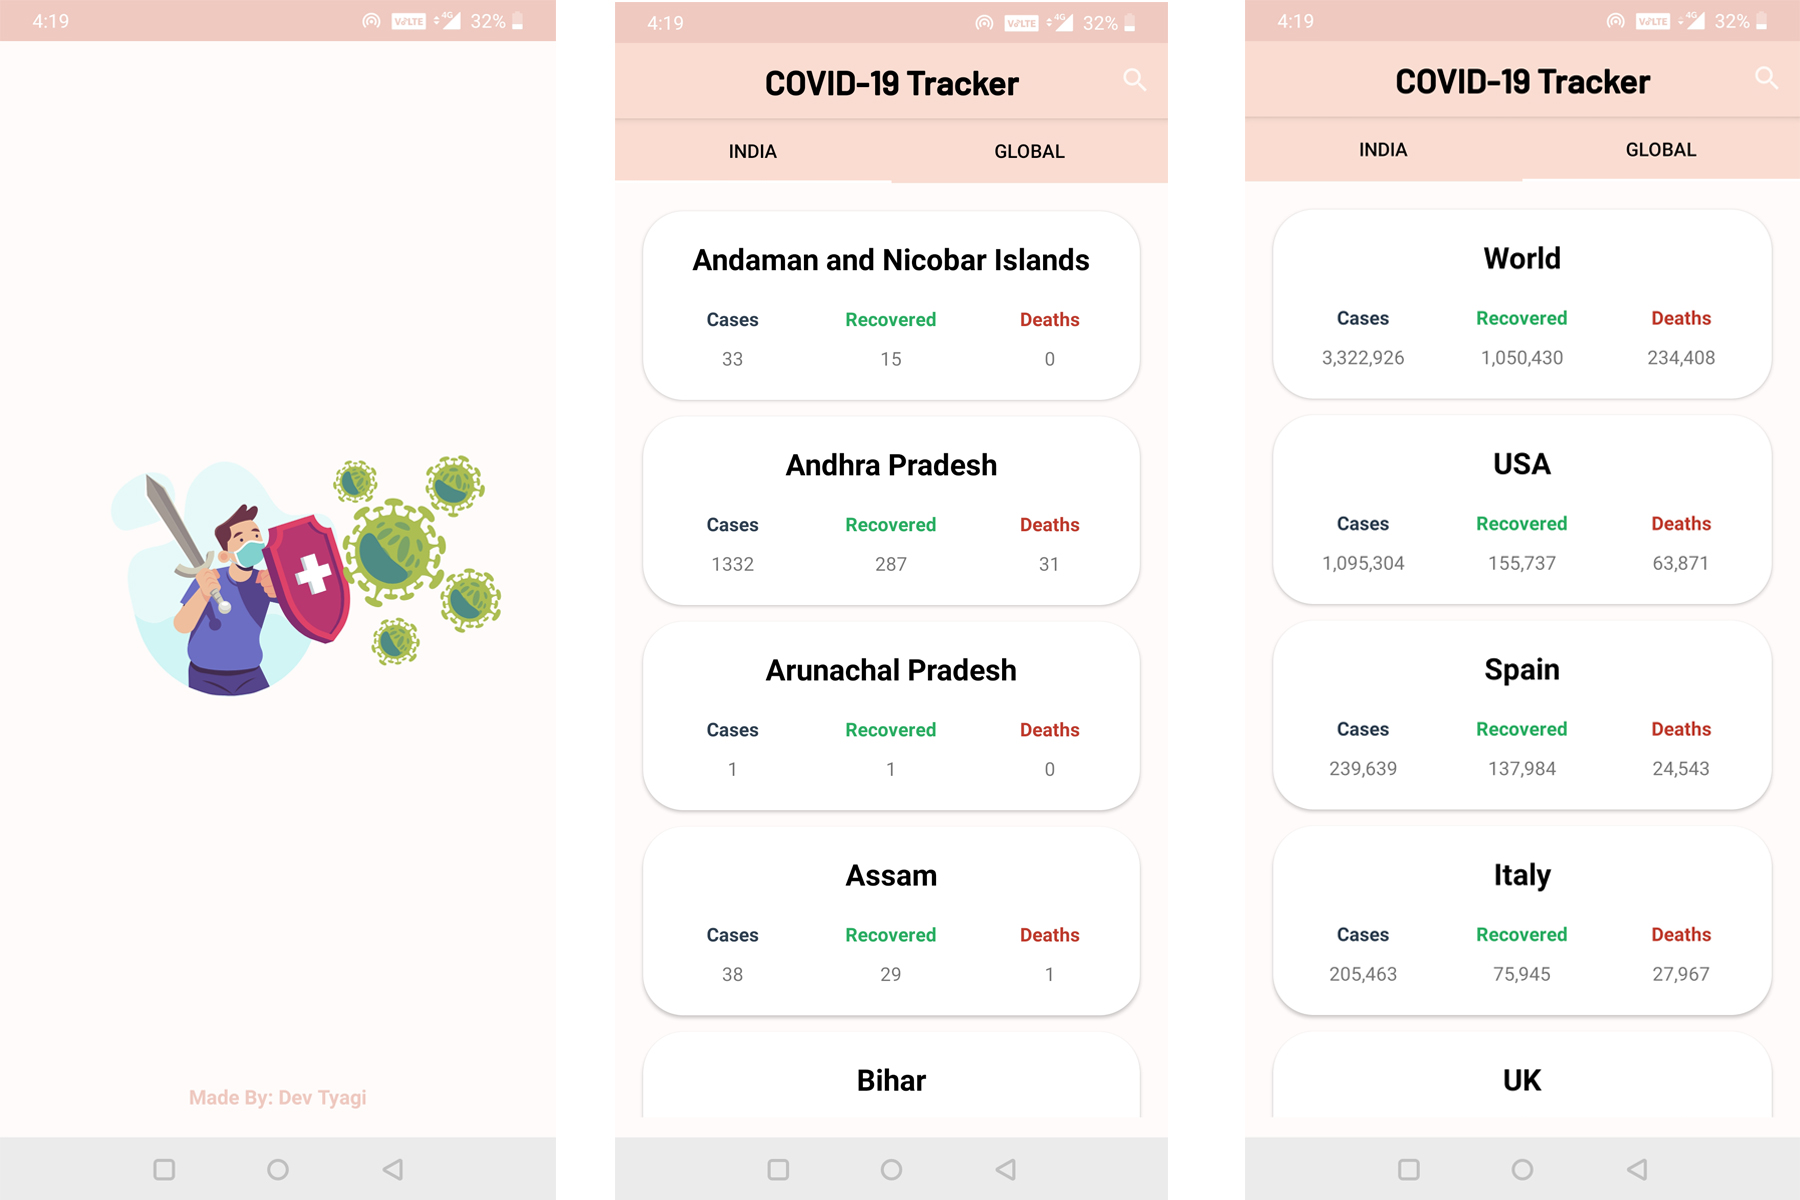 4:19
VoLTE 4G 32%
Made By: Dev Tyagi
4:19
VoLTE 4G 32%
COVID-19 Tracker
INDIA GLOBAL
Andaman and Nicobar Islands
Cases Recovered Deaths
33 15 0
Andhra Pradesh
Cases Recovered Deaths
1332 287 31
Arunachal Pradesh
Cases Recovered Deaths
1 1 0
Assam
Cases Recovered Deaths
38 29 1
Bihar
4:19
VoLTE 4G 32%
COVID-19 Tracker
INDIA GLOBAL
World
Cases Recovered Deaths
3,322,926 1,050,430 234,408
USA
Cases Recovered Deaths
1,095,304 155,737 63,871
Spain
Cases Recovered Deaths
239,639 137,984 24,543
Italy
Cases Recovered Deaths
205,463 75,945 27,967
UK